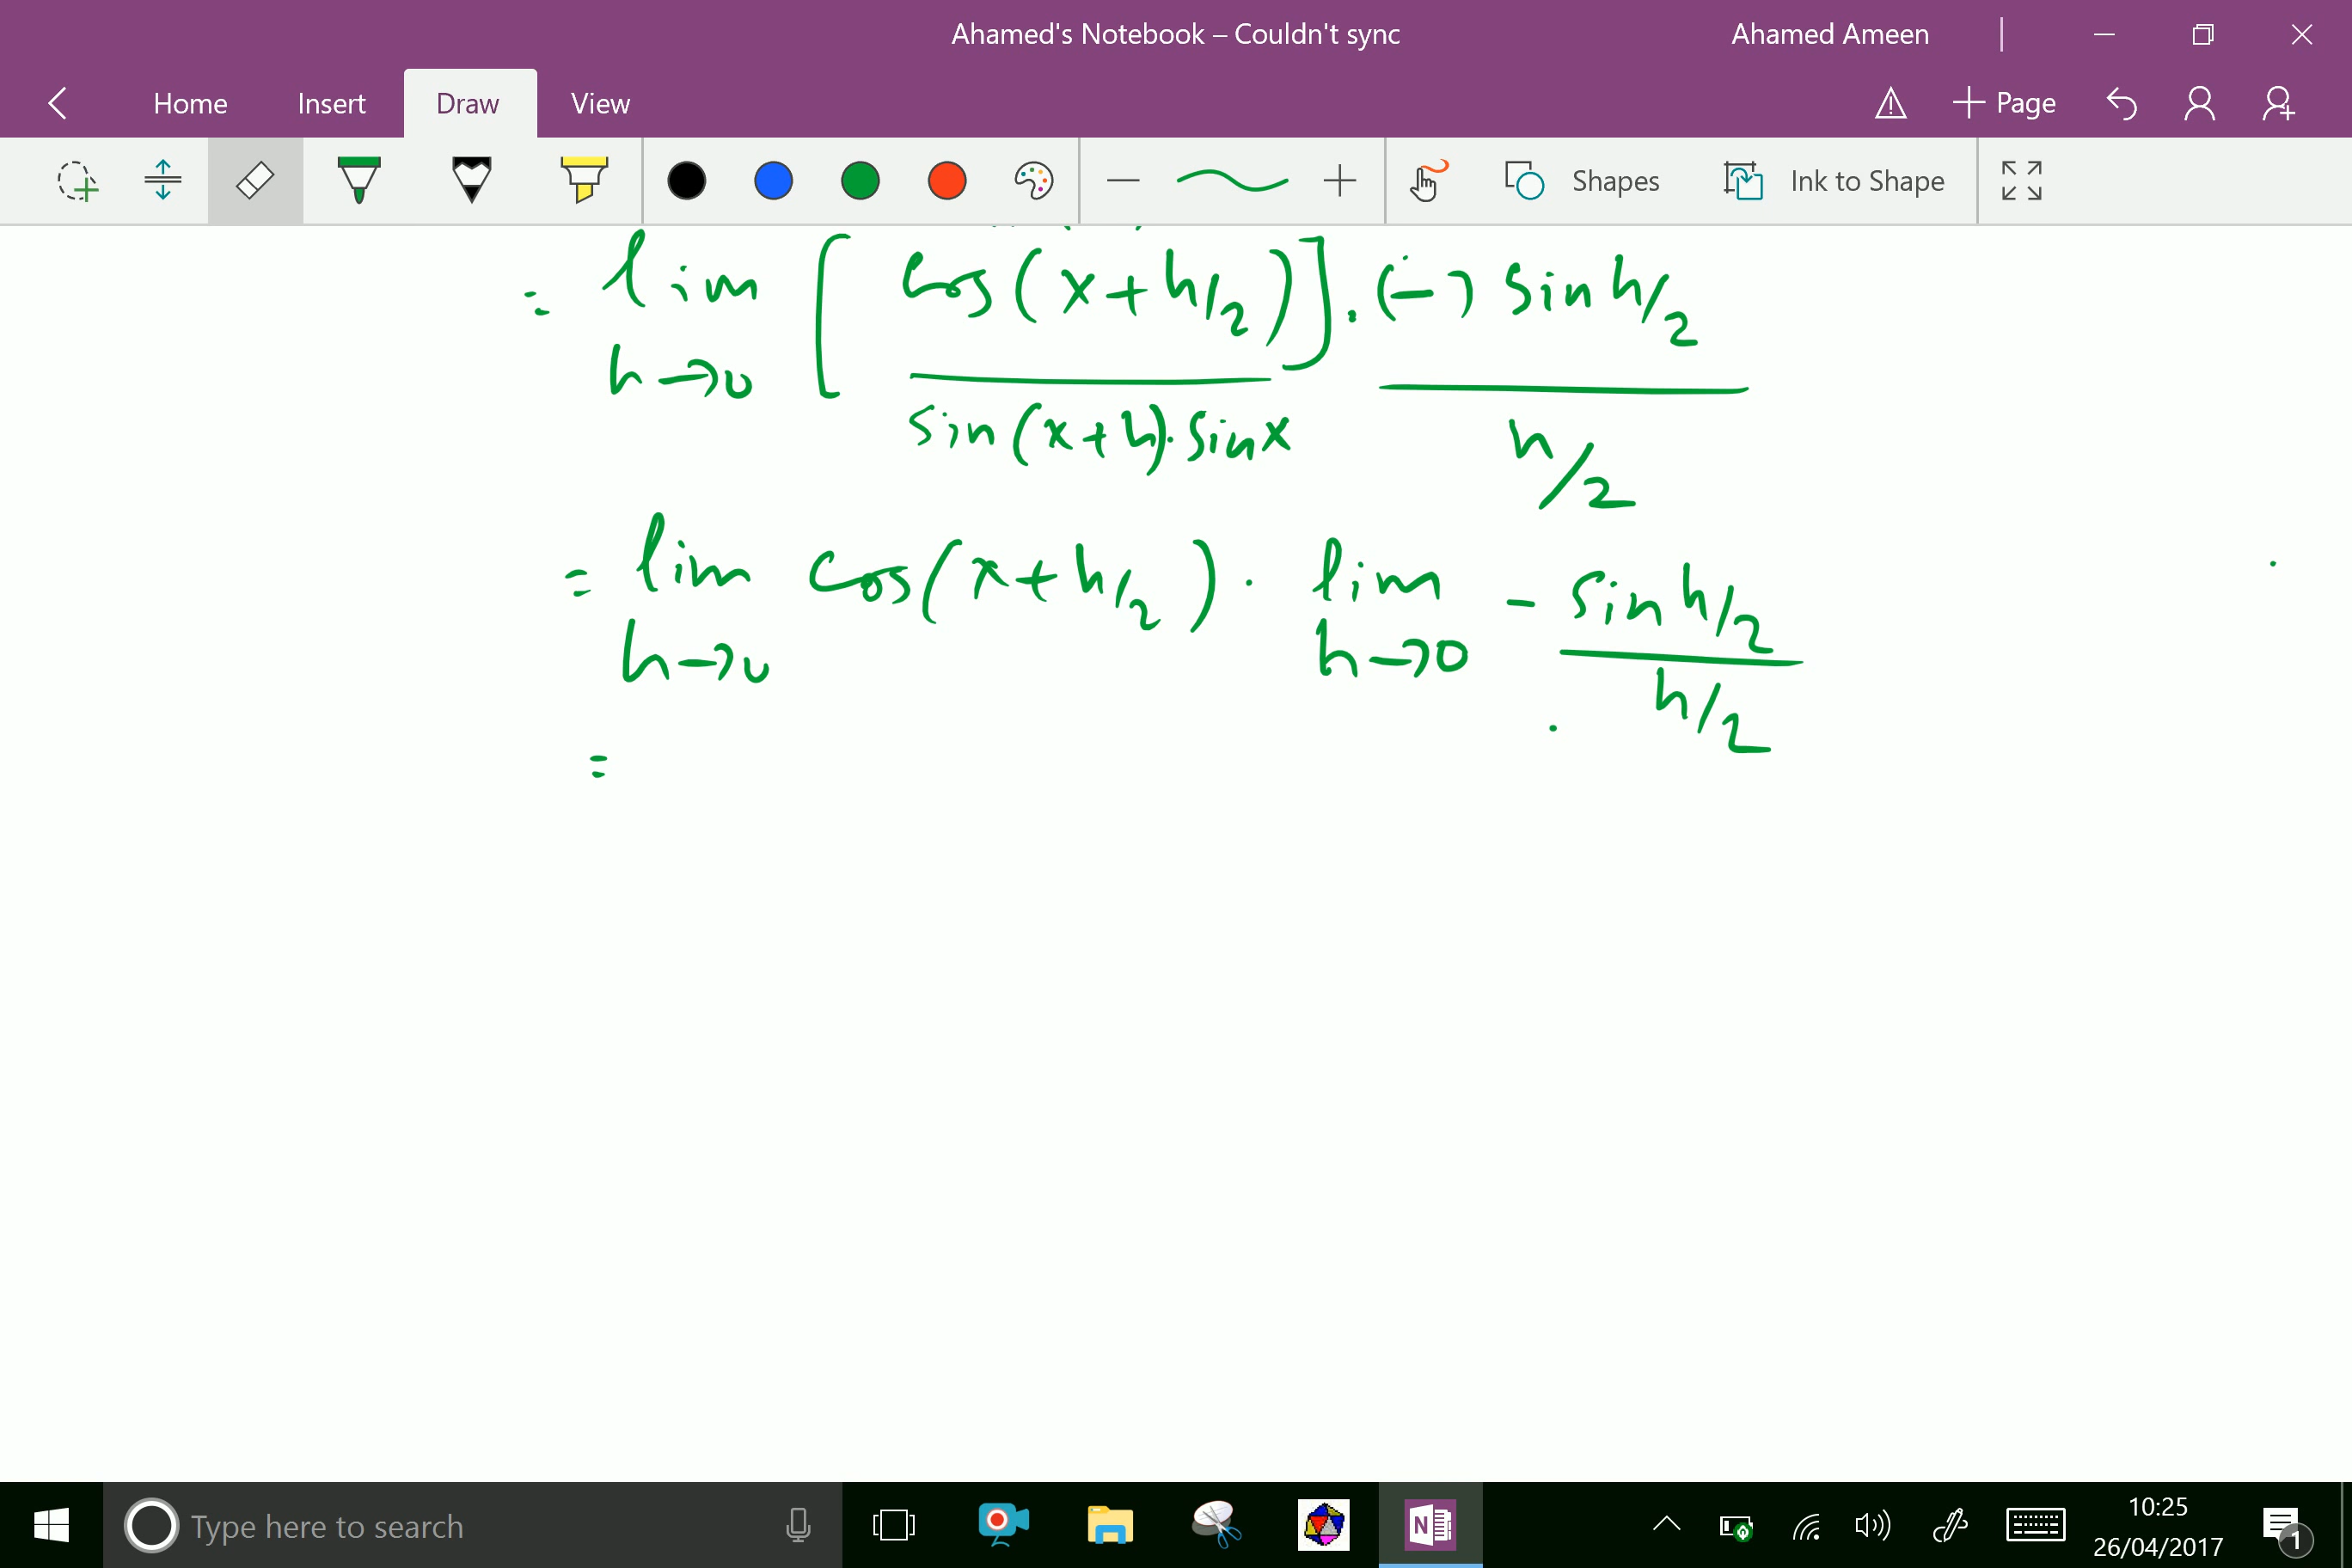 Ahamed's Notebook – Couldn't sync
Ahamed Ameen
Home Insert Draw View
Page
Shapes Ink to Shape
= lim [ cos(x+h/2) ] . (-) sin h/2
h→0 sin(x+h). sin x h/2
= lim cos(x+h/2) . lim - sin h/2
h→0 h→0 h/2
=
Type here to search
N
10:25
26/04/2017
1